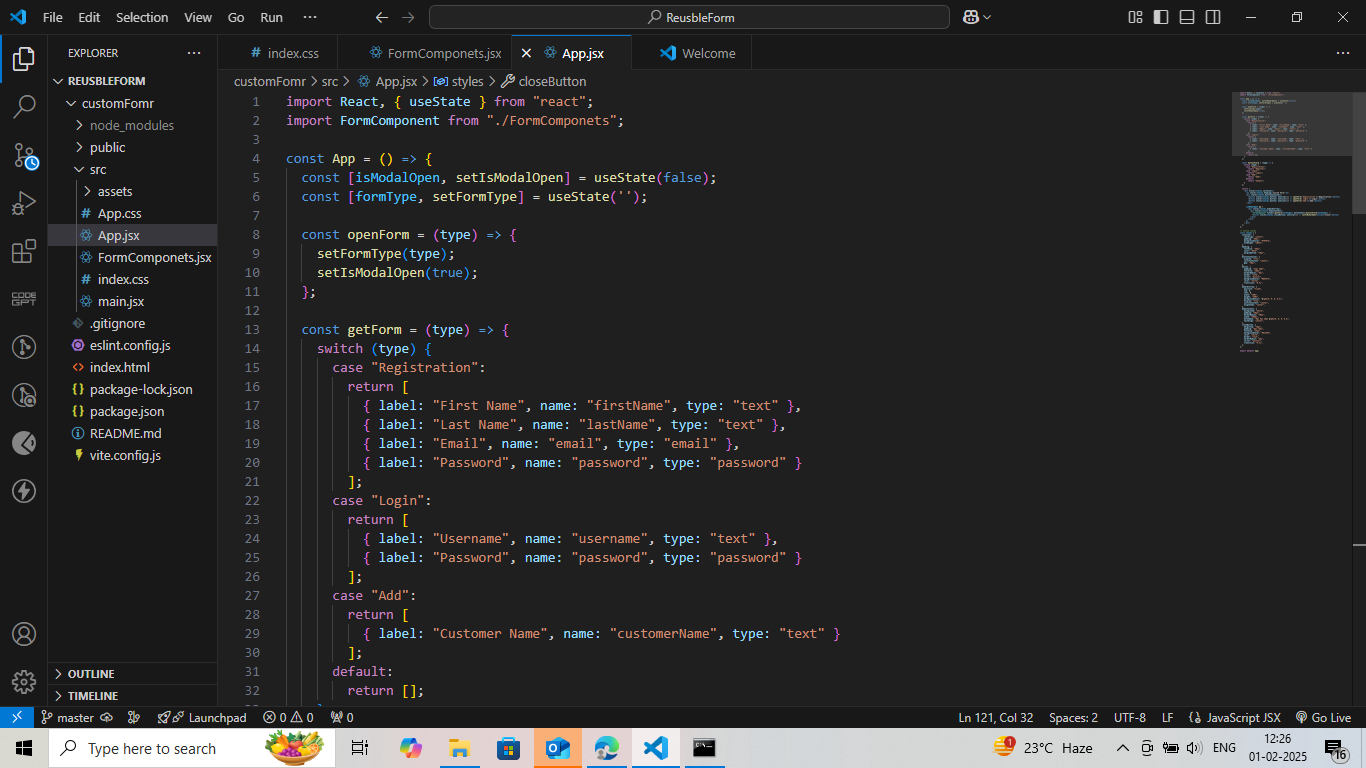 File Edit Selection View Go Run ···
ReusbleForm
EXPLORER ···
index.css
FormComponets.jsx
App.jsx
Welcome
···
customFomr > src > App.jsx > styles > closeButton
REUSBLEFORM
customFomr
node_modules
public
src
assets
# App.css
App.jsx
FormComponets.jsx
# index.css
main.jsx
.gitignore
eslint.config.js
<> index.html
{} package-lock.json
{} package.json
README.md
vite.config.js
CODE GPT
OUTLINE
TIMELINE
1 import React, { useState } from "react";
2 import FormComponent from "./FormComponets";
3
4 const App = () => {
5 const [isModalOpen, setIsModalOpen] = useState(false);
6 const [formType, setFormType] = useState('');
7
8 const openForm = (type) => {
9 setFormType(type);
10 setIsModalOpen(true);
11 };
12
13 const getForm = (type) => {
14 switch (type) {
15 case "Registration":
16 return [
17 { label: "First Name", name: "firstName", type: "text" },
18 { label: "Last Name", name: "lastName", type: "text" },
19 { label: "Email", name: "email", type: "email" },
20 { label: "Password", name: "password", type: "password" }
21 ];
22 case "Login":
23 return [
24 { label: "Username", name: "username", type: "text" },
25 { label: "Password", name: "password", type: "password" }
26 ];
27 case "Add":
28 return [
29 { label: "Customer Name", name: "customerName", type: "text" }
30 ];
31 default:
32 return [];
master Launchpad 0 0 0
Ln 121, Col 32 Spaces: 2 UTF-8 LF {} JavaScript JSX Go Live
Type here to search
1 23°C Haze ENG
12:26
01-02-2025
16